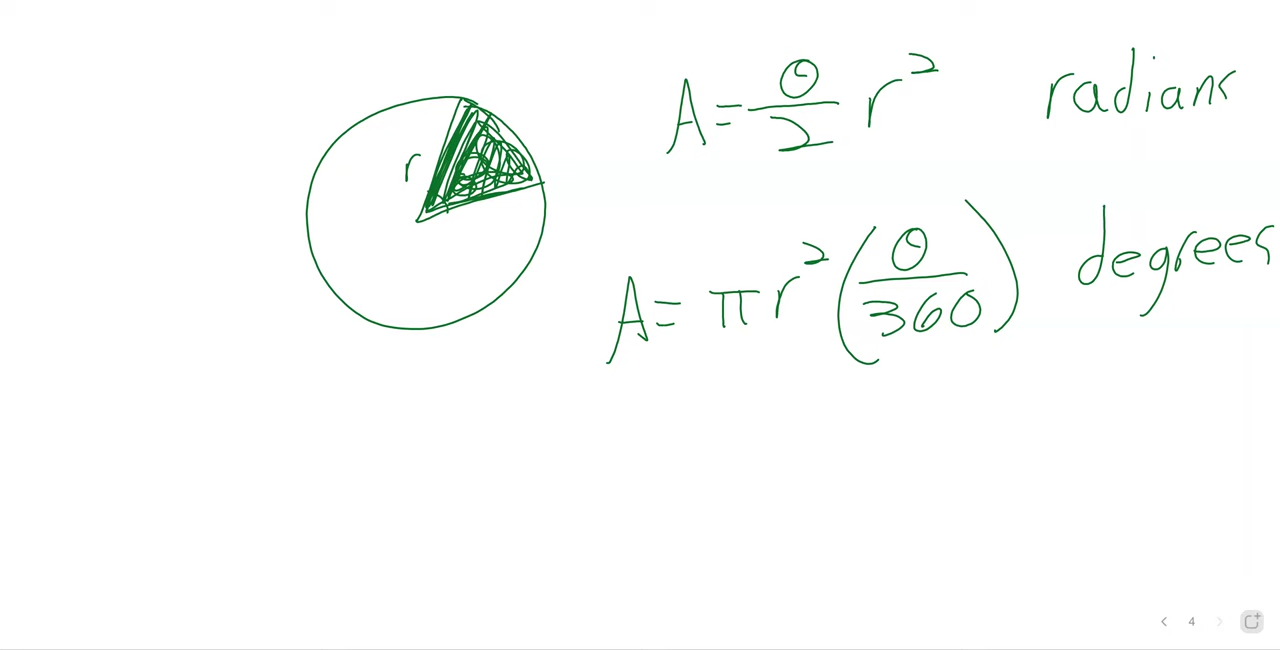 r
A = θ/2 r² radians
A = πr² (θ/360) degrees
4